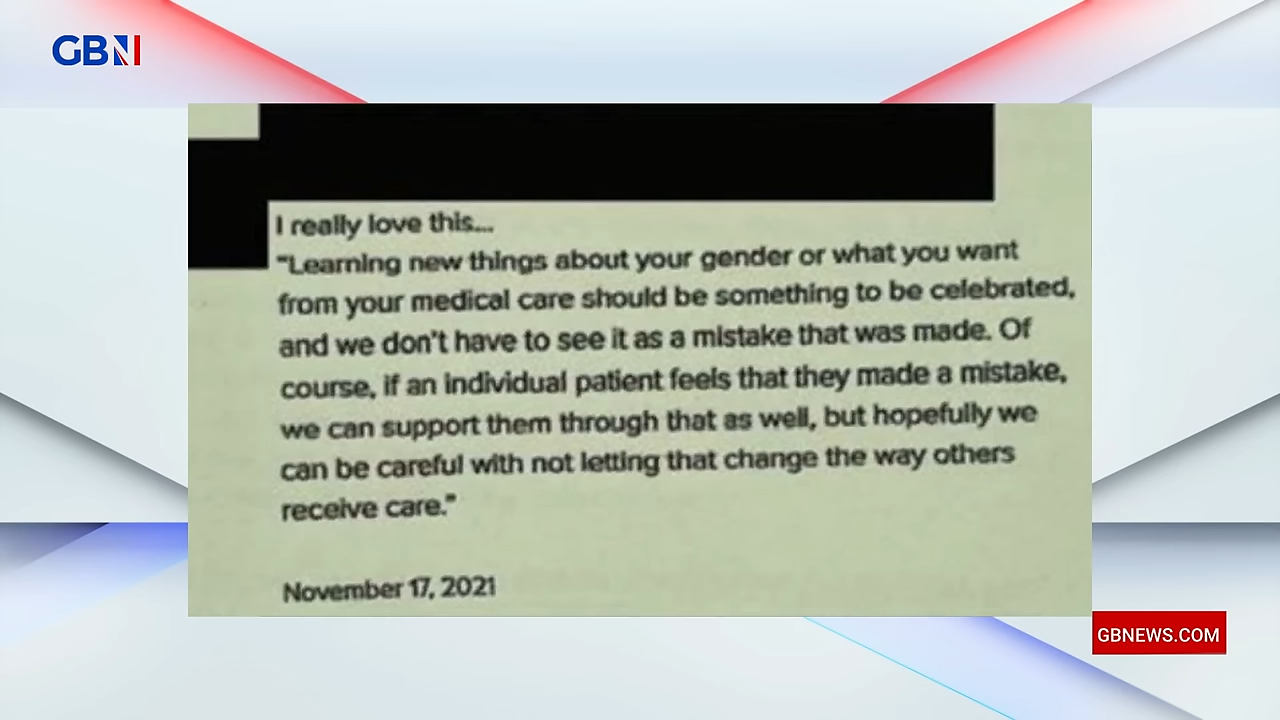 GBN
I really love this...
"Learning new things about your gender or what you want
from your medical care should be something to be celebrated,
and we don't have to see it as a mistake that was made. Of
course, if an individual patient feels that they made a mistake,
we can support them through that as well, but hopefully we
can be careful with not letting that change the way others
receive care."
November 17, 2021
GBNEWS.COM